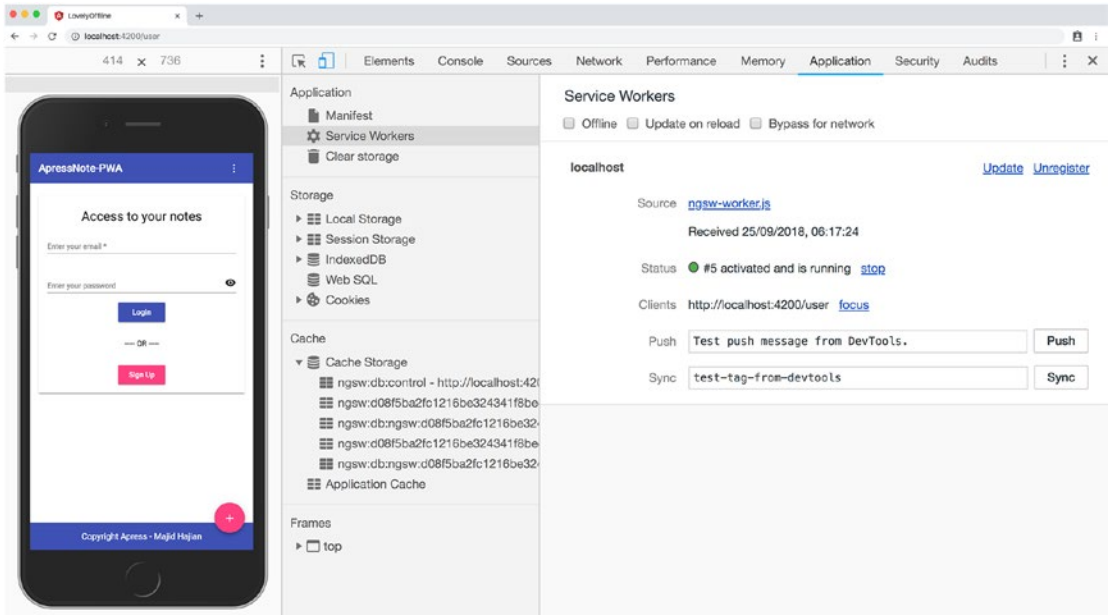 LovelyOffline
localhost:4200/user
414 x 736
Elements Console Sources Network Performance Memory Application Security Audits
ApressNote-PWA
Access to your notes
Enter your email *
Enter your password
Login
— OR —
Sign Up
+
Copyright Apress - Majid Hajian
Application
Manifest
Service Workers
Clear storage
Storage
Local Storage
Session Storage
IndexedDB
Web SQL
Cookies
Cache
Cache Storage
ngsw:db:control - http://localhost:420
ngsw:d08f5ba2fc1216be324341f8be
ngsw:db:ngsw:d08f5ba2fc1216be324
ngsw:d08f5ba2fc1216be324341f8be
ngsw:db:ngsw:d08f5ba2fc1216be324
Application Cache
Frames
top
Service Workers
Offline Update on reload Bypass for network
localhost Update Unregister
Source ngsw-worker.js
Received 25/09/2018, 06:17:24
Status #5 activated and is running stop
Clients http://localhost:4200/user focus
Push Test push message from DevTools. Push
Sync test-tag-from-devtools Sync